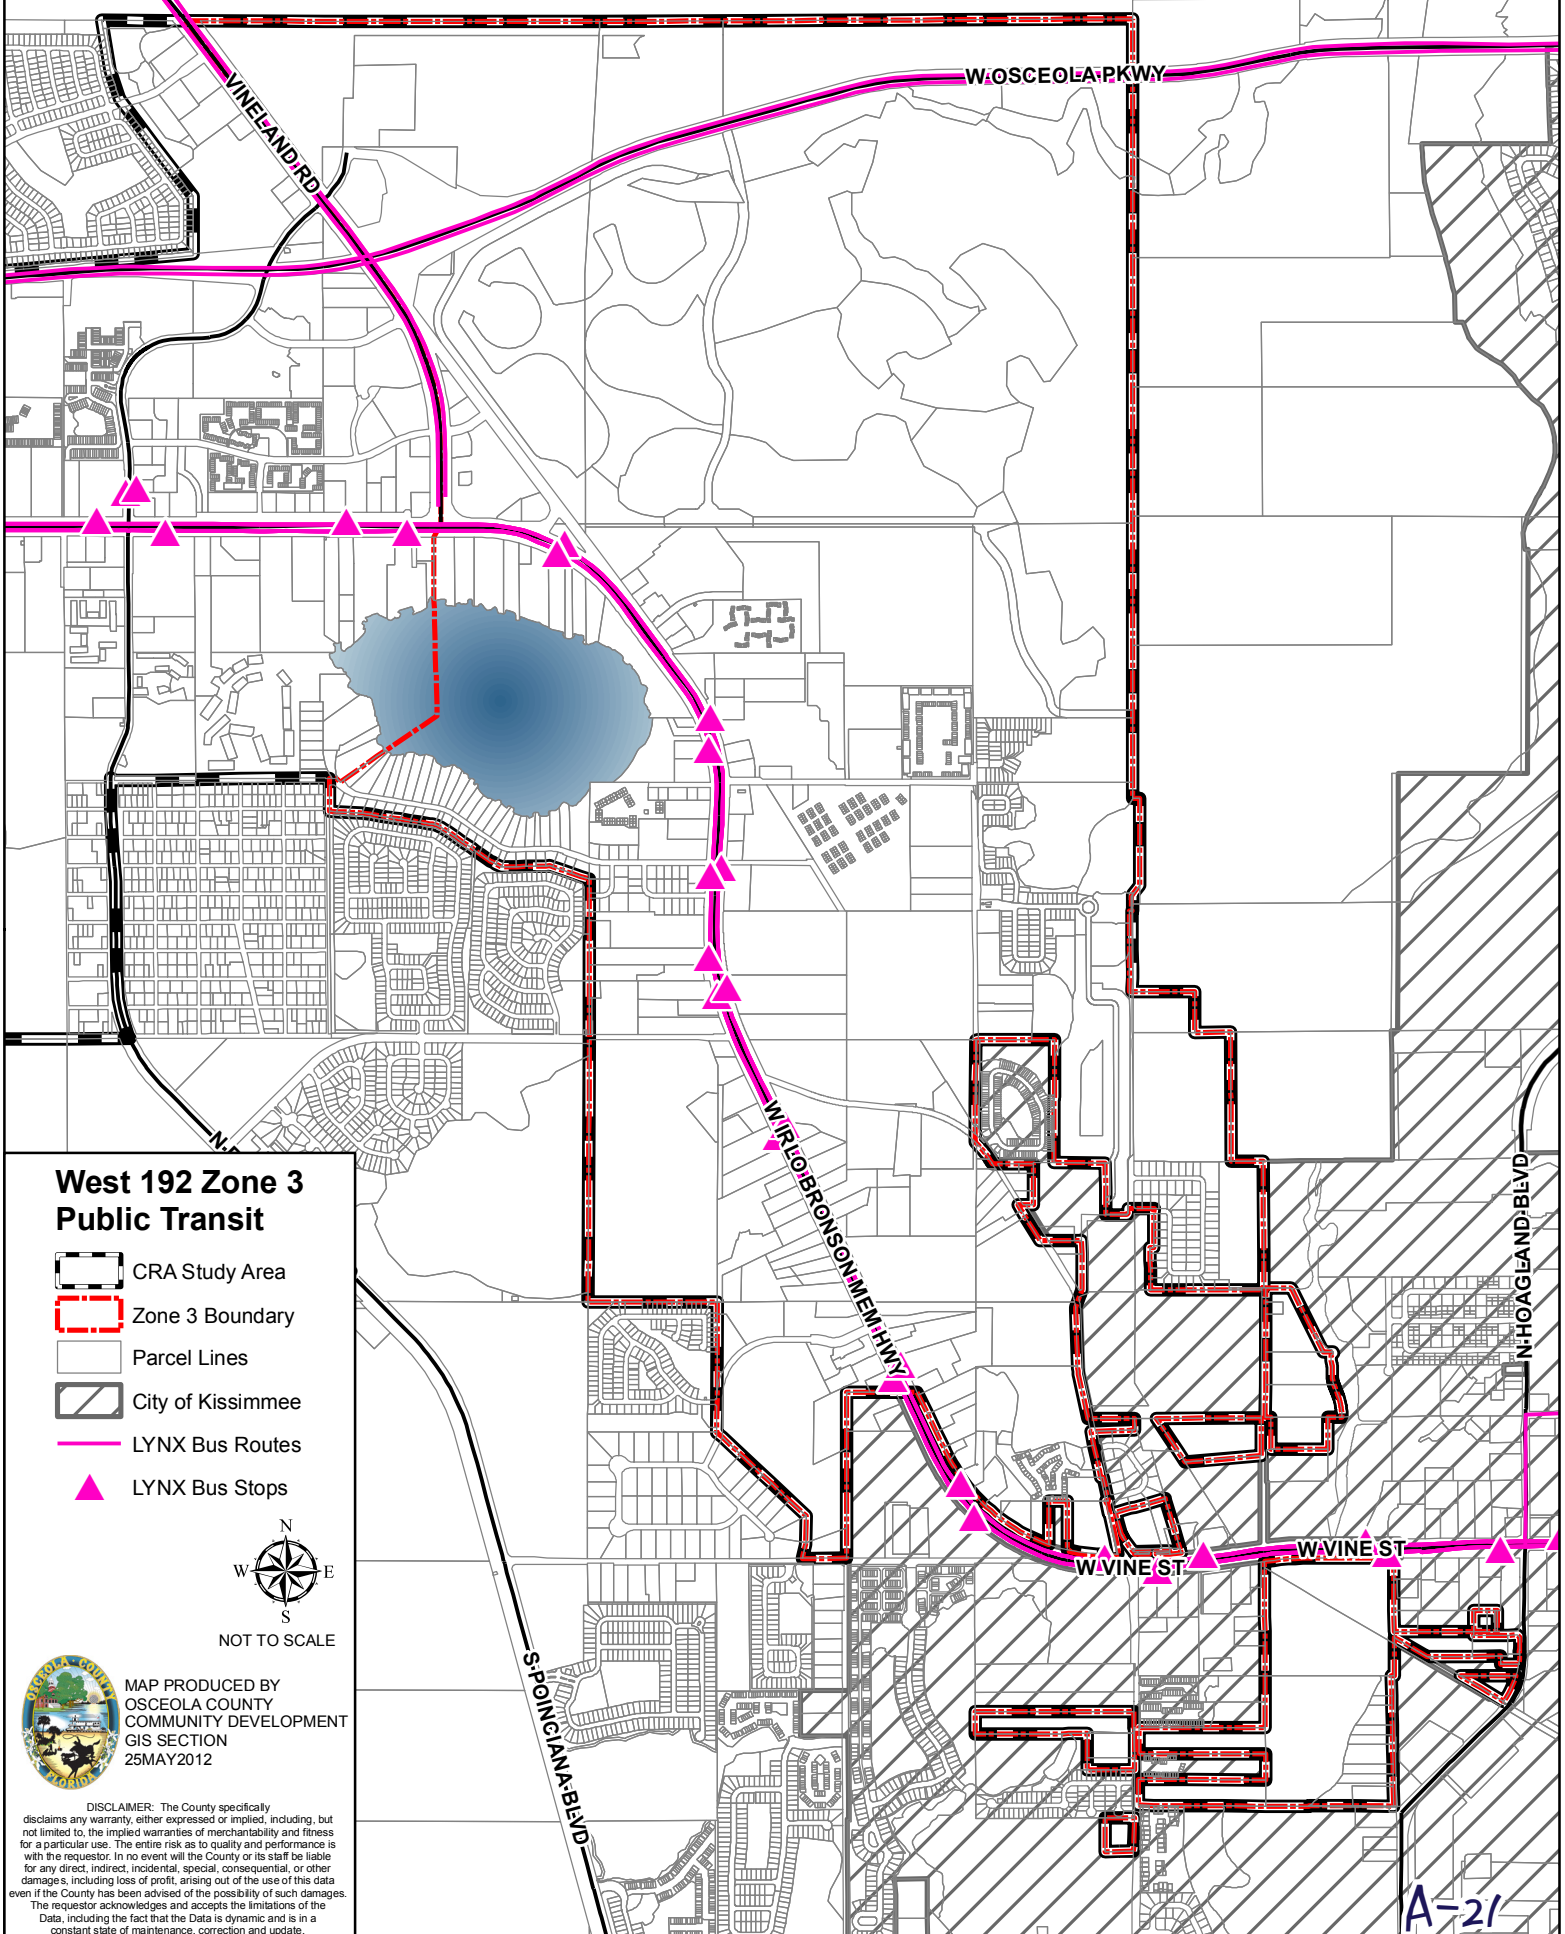 W OSCEOLA PKWY
VINELAND RD
W IRLO BRONSON MEM HWY
N HOAGLAND BLVD
W VINE ST
W VINE ST
S POINCIANA BLVD
West 192 Zone 3
Public Transit
CRA Study Area
Zone 3 Boundary
Parcel Lines
City of Kissimmee
LYNX Bus Routes
LYNX Bus Stops
N
W E
S
NOT TO SCALE
OSCEOLA COUNTY
FLORIDA
MAP PRODUCED BY
OSCEOLA COUNTY
COMMUNITY DEVELOPMENT
GIS SECTION
25MAY2012
DISCLAIMER: The County specifically
disclaims any warranty, either expressed or implied, including, but
not limited to, the implied warranties of merchantability and fitness
for a particular use. The entire risk as to quality and performance is
with the requestor. In no event will the County or its staff be liable
for any direct, indirect, incidental, special, consequential, or other
damages, including loss of profit, arising out of the use of this data
even if the County has been advised of the possibility of such damages.
The requestor acknowledges and accepts the limitations of the
Data, including the fact that the Data is dynamic and is in a
constant state of maintenance, correction and update.
A-21